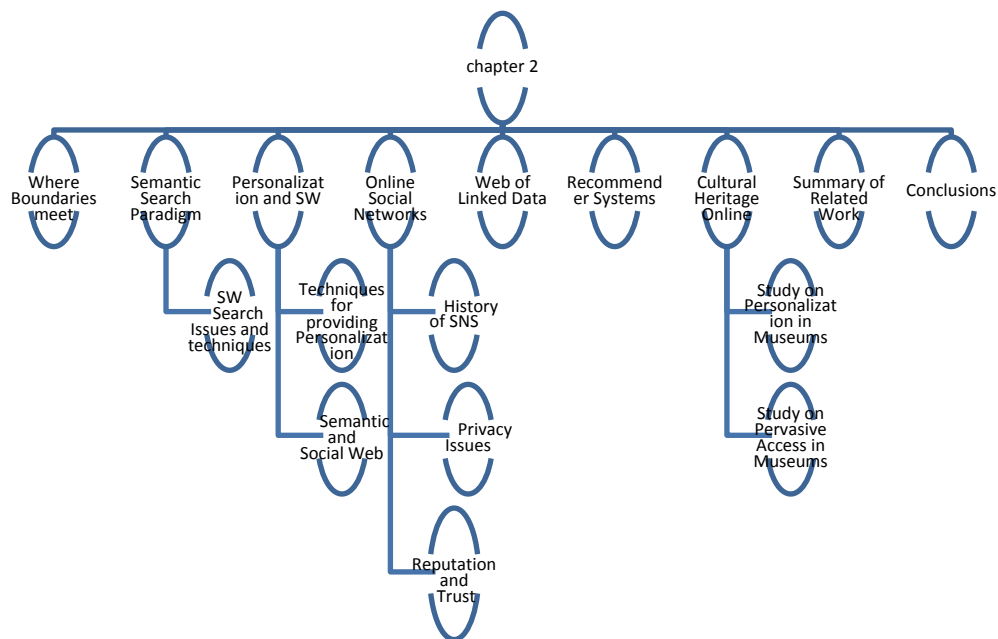 chapter 2
Where
Boundaries
meet
Semantic
Search
Paradigm
Personalizat
ion and SW
Online
Social
Networks
Web of
Linked Data
Recommend
er Systems
Cultural
Heritage
Online
Summary of
Related
Work
Conclusions
SW
Search
Issues and
techniques
Techniques
for
providing
Personalizat
ion
Semantic
and
Social Web
History
of SNS
Privacy
Issues
Reputation
and
Trust
Study on
Personalizat
ion in
Museums
Study on
Pervasive
Access in
Museums